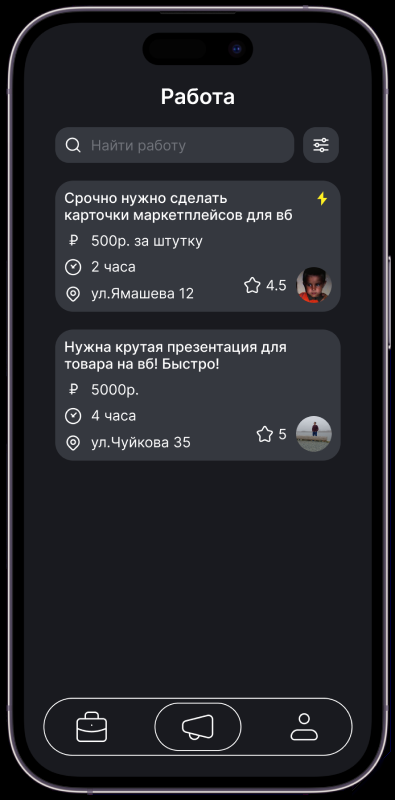 Работа
Найти работу
Срочно нужно сделать
карточки маркетплейсов для вб
₽ 500р. за штутку
2 часа
ул.Ямашева 12
4.5
Нужна крутая презентация для
товара на вб! Быстро!
₽ 5000р.
4 часа
ул.Чуйкова 35
5